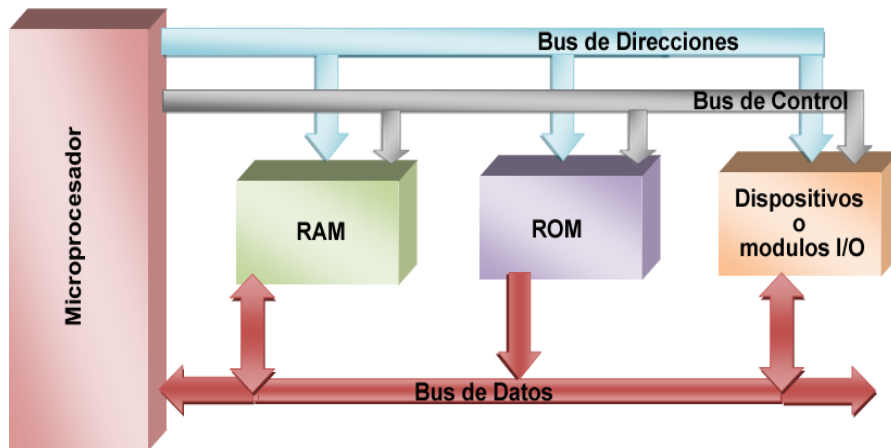 Bus de Direcciones
Bus de Control
Microprocesador
RAM
ROM
Dispositivos
o
modulos I/O
Bus de Datos